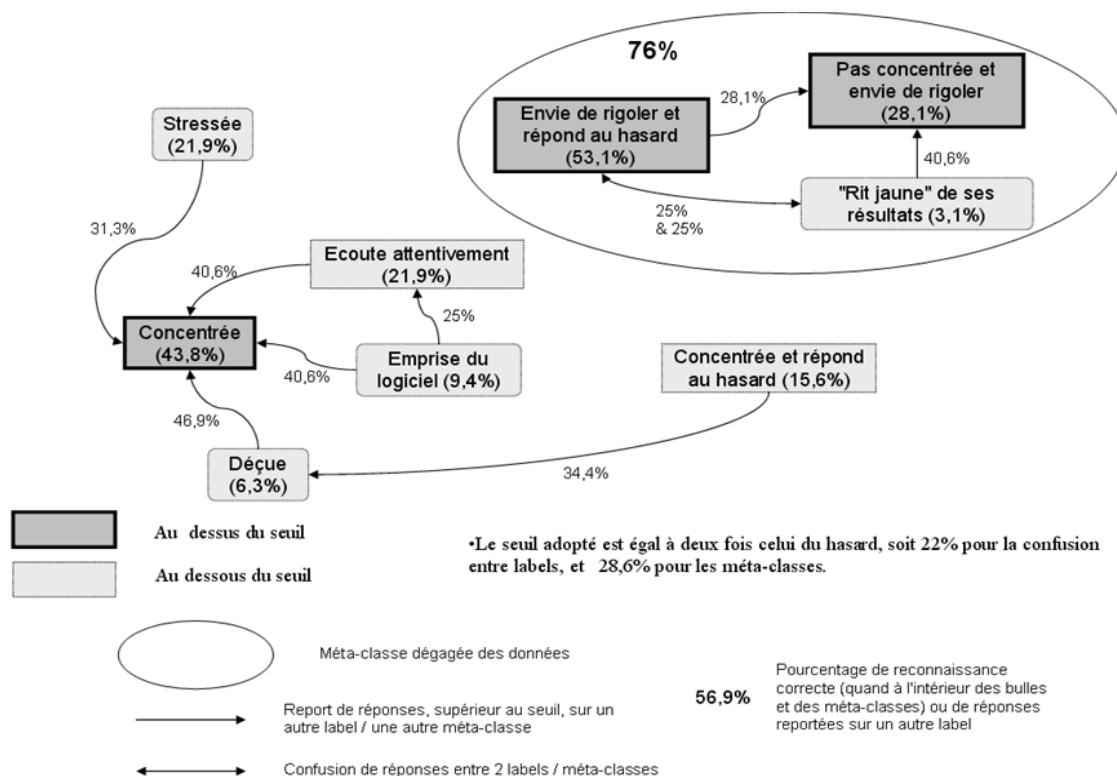 76%
Pas concentrée et
envie de rigoler
(28,1%)
28,1%
Envie de rigoler et
répond au hasard
(53,1%)
40,6%
"Rit jaune" de ses
résultats (3,1%)
25%
& 25%
Stressée
(21,9%)
31,3%
Ecoute attentivement
(21,9%)
40,6%
25%
Concentrée
(43,8%)
Emprise du
logiciel (9,4%)
40,6%
Concentrée et répond
au hasard (15,6%)
46,9%
Déçue
(6,3%)
34,4%
Au dessus du seuil
Au dessous du seuil
•Le seuil adopté est égal à deux fois celui du hasard, soit 22% pour la confusion
entre labels, et 28,6% pour les méta-classes.
Méta-classe dégagée des données
Report de réponses, supérieur au seuil, sur un
autre label / une autre méta-classe
Confusion de réponses entre 2 labels / méta-classes
56,9%
Pourcentage de reconnaissance
correcte (quand à l'intérieur des bulles
et des méta-classes) ou de réponses
reportées sur un autre label